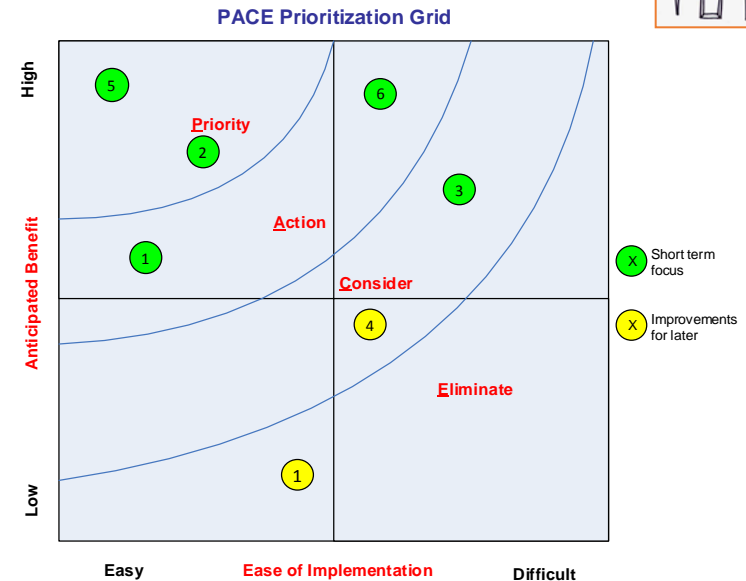 PACE Prioritization Grid
High
5
6
Priority
2
3
Action
1
Anticipated Benefit
X Short term
focus
Consider
4
X Improvements
for later
Eliminate
1
Low
Easy
Ease of Implementation
Difficult